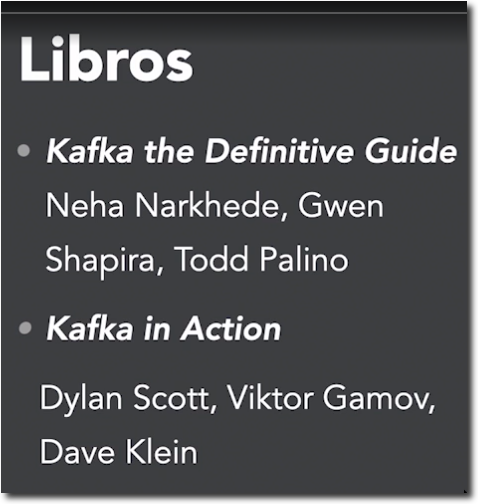 Libros
• Kafka the Definitive Guide
Neha Narkhede, Gwen
Shapira, Todd Palino
• Kafka in Action
Dylan Scott, Viktor Gamov,
Dave Klein